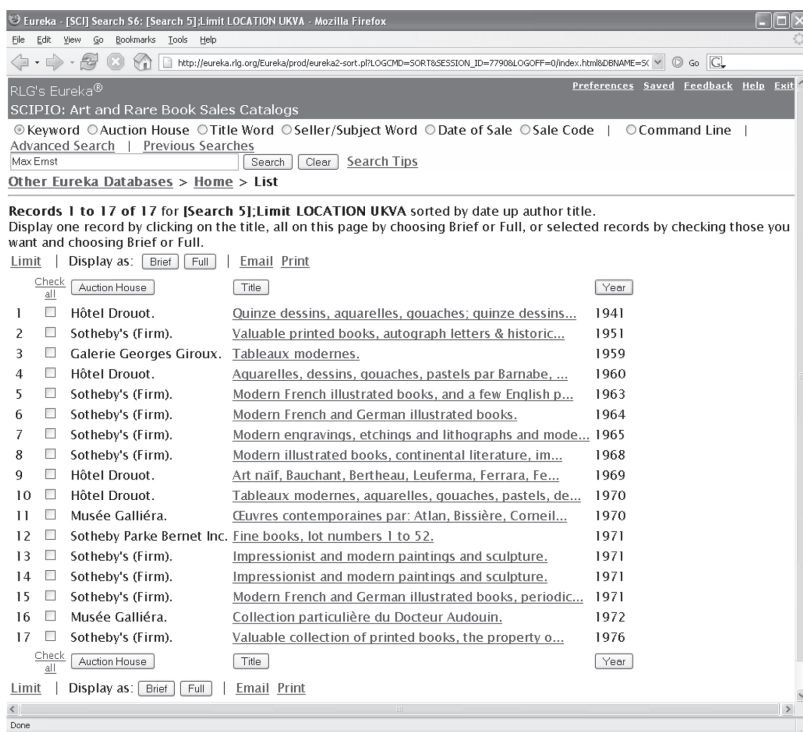 Eureka - [SCI] Search S6: [Search 5];Limit LOCATION UKVA - Mozilla Firefox
File Edit View Go Bookmarks Tools Help
http://eureka.rlg.org/Eureka/prod/eureka2-sort.pl?LOGCMD=SORT&SESSION_ID=7790&LOGOFF=0/index.html&DBNAME=SC Go G
RLG's Eureka® Preferences Saved Feedback Help Exit
SCIPIO: Art and Rare Book Sales Catalogs
Keyword Auction House Title Word Seller/Subject Word Date of Sale Sale Code | Command Line |
Advanced Search | Previous Searches
Max Ernst Search Clear Search Tips
Other Eureka Databases > Home > List
Records 1 to 17 of 17 for [Search 5];Limit LOCATION UKVA sorted by date up author title.
Display one record by clicking on the title, all on this page by choosing Brief or Full, or selected records by checking those you
want and choosing Brief or Full.
Limit | Display as: Brief Full | Email Print
Check all Auction House Title Year
1 Hôtel Drouot. Quinze dessins, aquarelles, gouaches; quinze dessins... 1941
2 Sotheby's (Firm). Valuable printed books, autograph letters & historic... 1951
3 Galerie Georges Giroux. Tableaux modernes. 1959
4 Hôtel Drouot. Aquarelles, dessins, gouaches, pastels par Barnabe, ... 1960
5 Sotheby's (Firm). Modern French illustrated books, and a few English p... 1963
6 Sotheby's (Firm). Modern French and German illustrated books. 1964
7 Sotheby's (Firm). Modern engravings, etchings and lithographs and mode... 1965
8 Sotheby's (Firm). Modern illustrated books, continental literature, im... 1968
9 Hôtel Drouot. Art naïf, Bauchant, Bertheau, Leuferma, Ferrara, Fe... 1969
10 Hôtel Drouot. Tableaux modernes, aquarelles, gouaches, pastels, de... 1970
11 Musée Galliéra. Œuvres contemporaines par: Atlan, Bissière, Corneil... 1970
12 Sotheby Parke Bernet Inc. Fine books, lot numbers 1 to 52. 1971
13 Sotheby's (Firm). Impressionist and modern paintings and sculpture. 1971
14 Sotheby's (Firm). Impressionist and modern paintings and sculpture. 1971
15 Sotheby's (Firm). Modern French and German illustrated books, periodic... 1971
16 Musée Galliéra. Collection particulière du Docteur Audouin. 1972
17 Sotheby's (Firm). Valuable collection of printed books, the property o... 1976
Check all Auction House Title Year
Limit | Display as: Brief Full | Email Print
Done